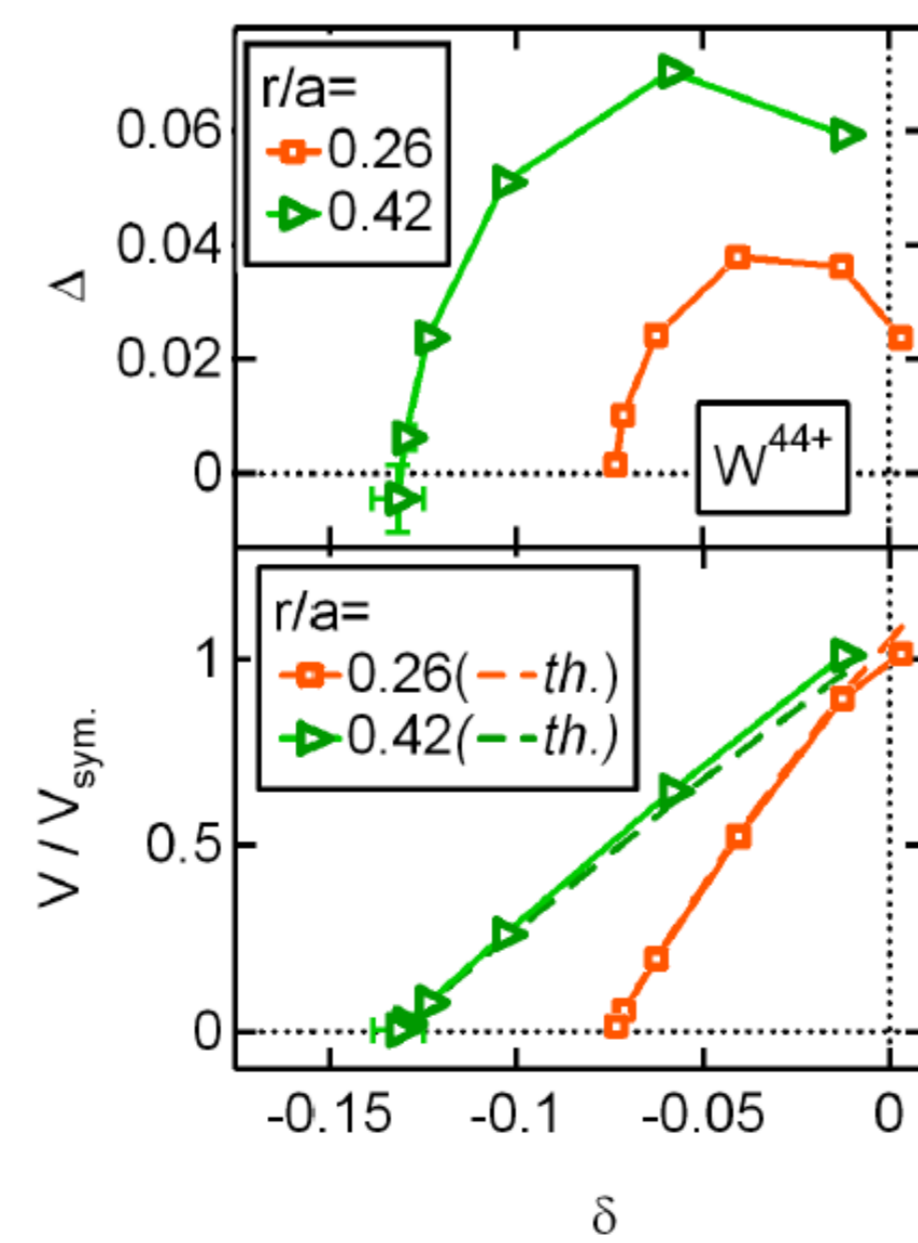 r/a=
0.26
0.42
0.06
0.04
0.02
0
Δ
W44+
r/a=
0.26(--th.)
0.42(--th.)
1
0.5
0
V / Vsym.
-0.15 -0.1 -0.05 0
δ